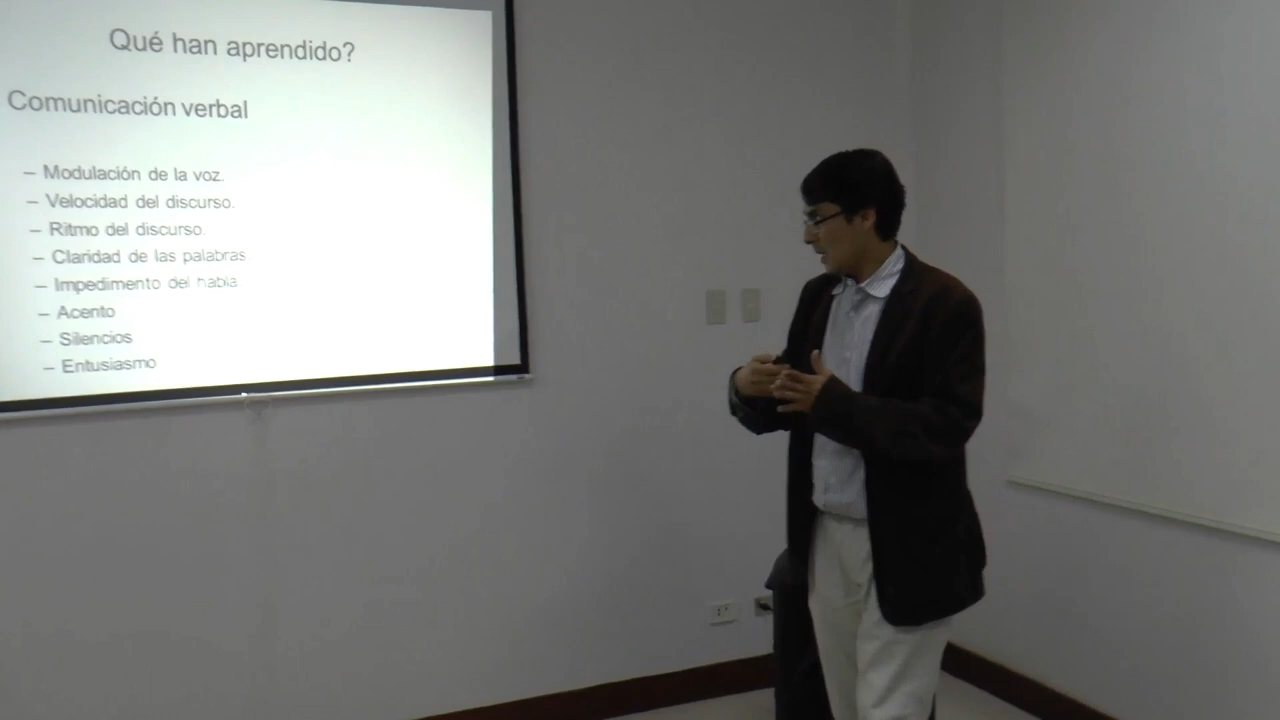 Qué han aprendido?
Comunicación verbal
– Modulación de la voz.
– Velocidad del discurso.
– Ritmo del discurso
– Claridad de las palabras
– Impedimento del habla
– Acento
– Silencios
– Entusiasmo